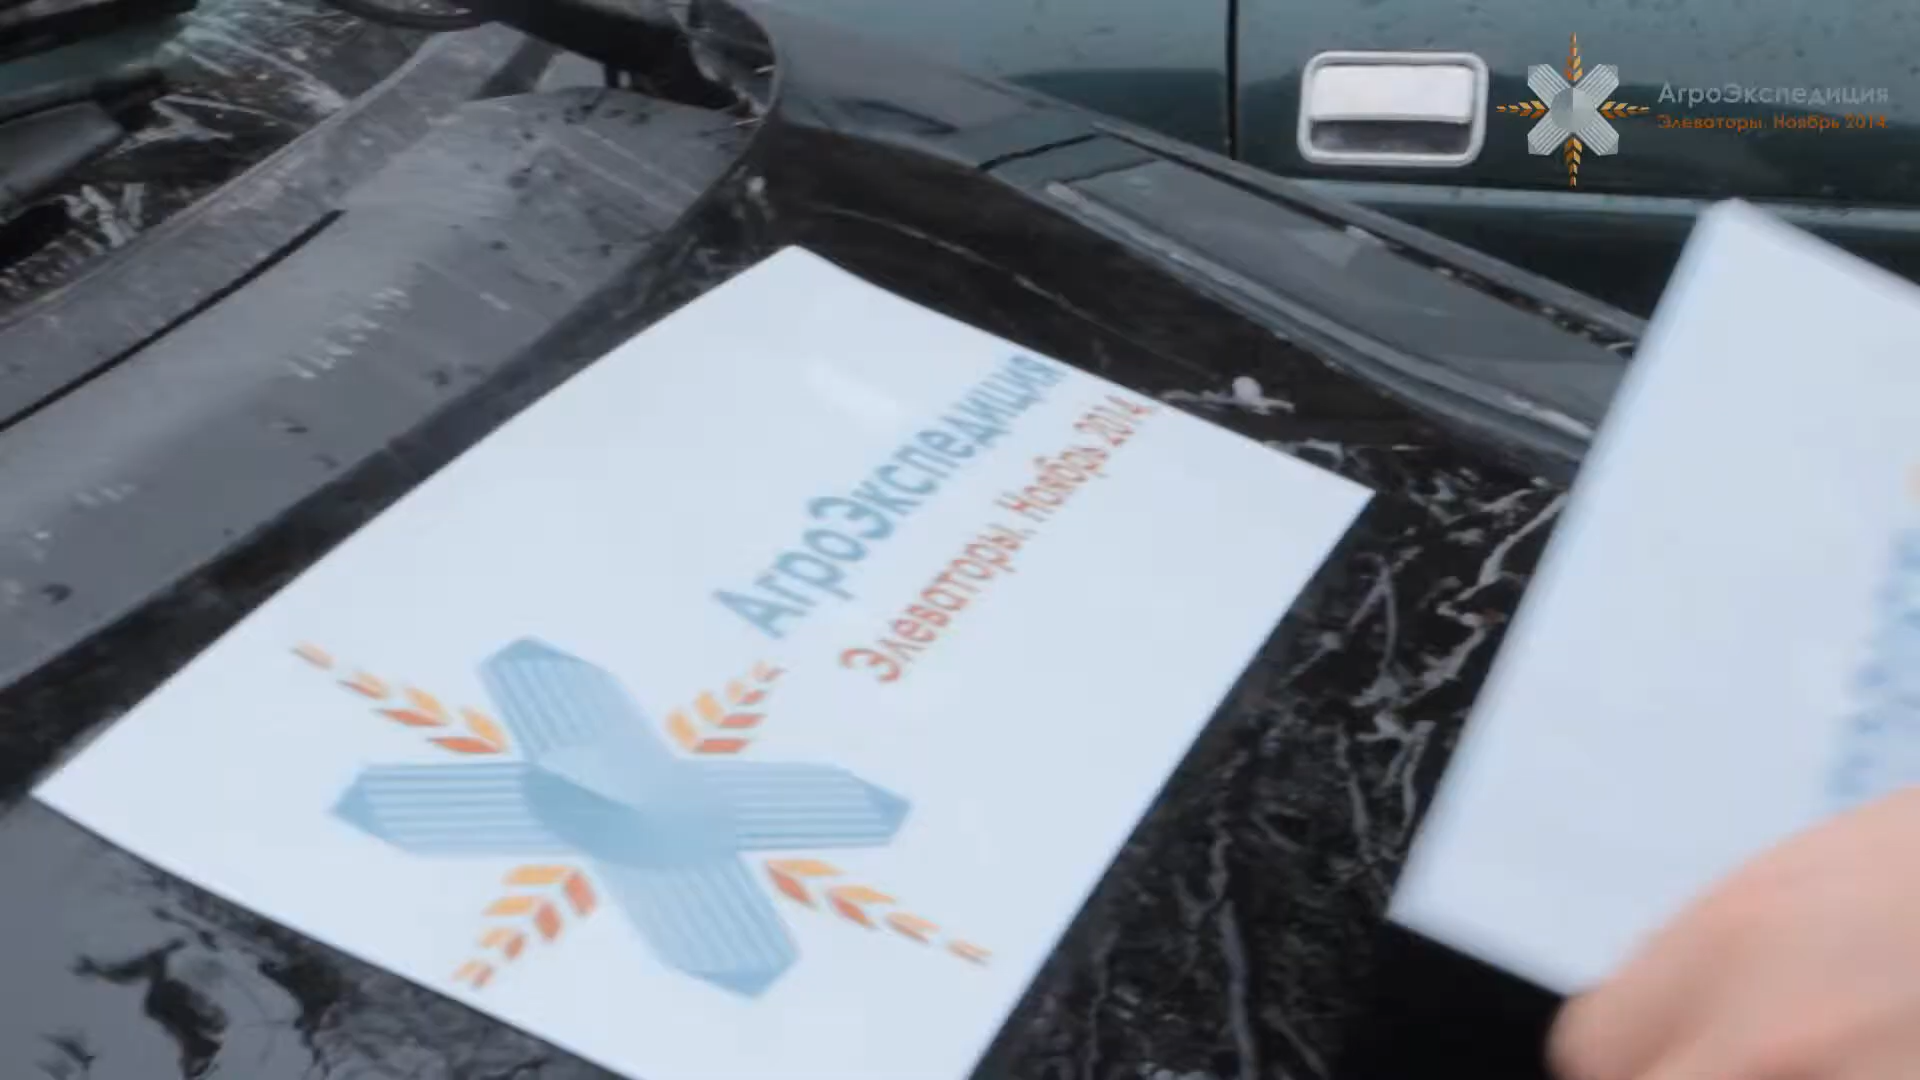 АгроЭкспедиция
Элеваторы. Ноябрь 2014
АгроЭкспедиция
Элеваторы. Ноябрь 2014.